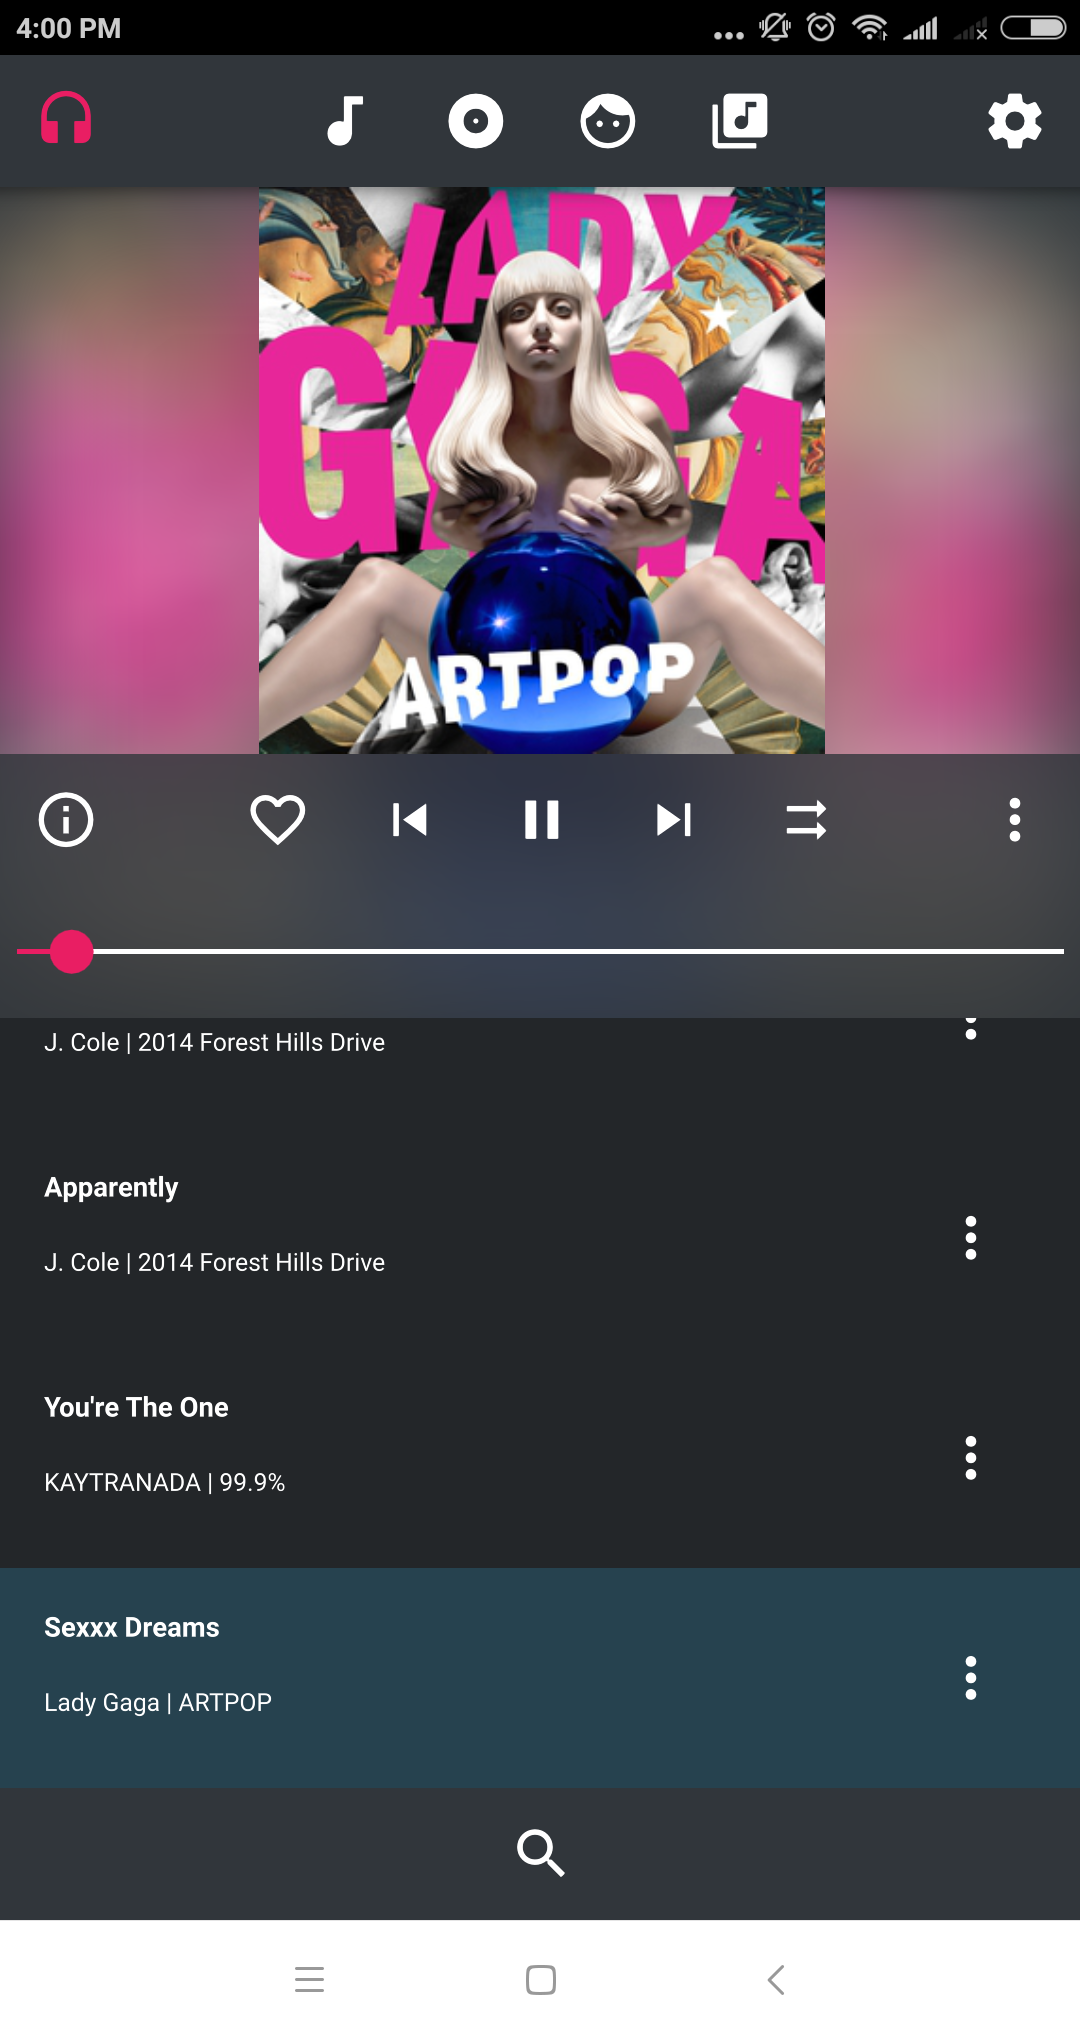 4:00 PM
LADY
GAGA
ARTPOP
J. Cole | 2014 Forest Hills Drive
Apparently
J. Cole | 2014 Forest Hills Drive
You're The One
KAYTRANADA | 99.9%
Sexxx Dreams
Lady Gaga | ARTPOP